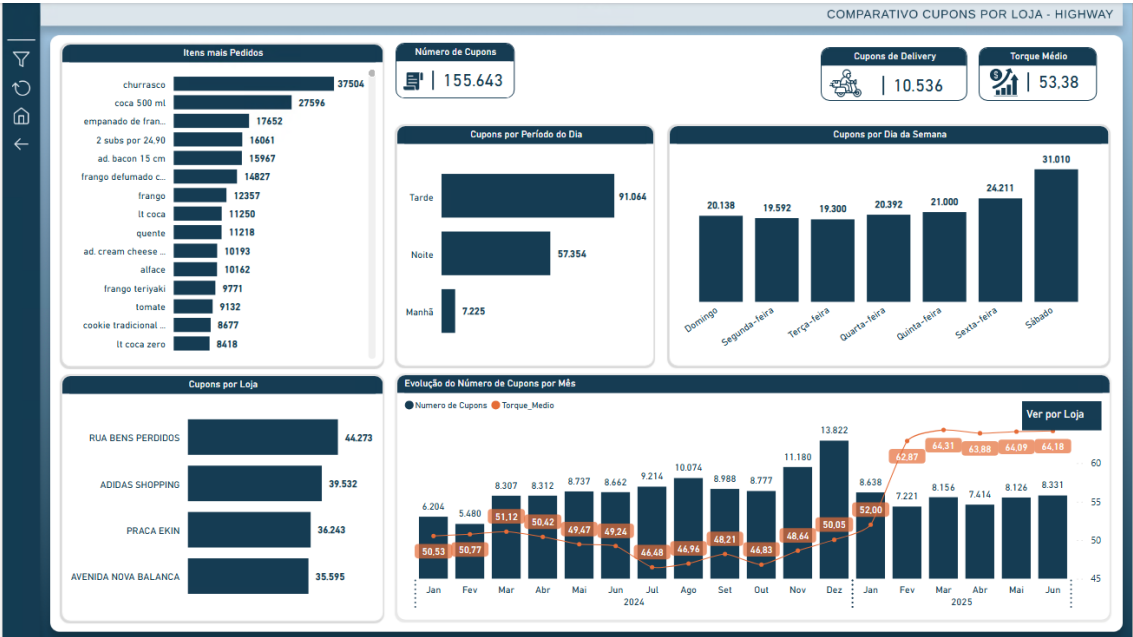 COMPARATIVO CUPONS POR LOJA - HIGHWAY
Itens mais Pedidos
churrasco 37504
coca 500 ml 27596
empanado de fran... 17652
2 subs por 24.90 16061
ad. bacon 15 cm 15967
frango defumado c... 14827
frango 12357
lt coca 11250
quente 11218
ad. cream cheese ... 10193
alface 10162
frango teriyaki 9771
tomate 9132
cookie tradicional ... 8677
lt coca zero 8418
Número de Cupons
155.643
Cupons de Delivery
10.536
Torque Médio
53,38
Cupons por Período do Dia
Tarde 91.064
Noite 57.354
Manhã 7.225
Cupons por Dia da Semana
20.138 19.592 19.300 20.392 21.000 24.211 31.010
Domingo Segunda-feira Terça-feira Quarta-feira Quinta-feira Sexta-feira Sábado
Cupons por Loja
RUA BENS PERDIDOS 44.273
ADIDAS SHOPPING 39.532
PRACA EKIN 36.243
AVENIDA NOVA BALANCA 35.595
Evolução do Número de Cupons por Mês
Numero de Cupons Torque_Medio
Ver por Loja
6.204 5.480 8.307 8.312 8.737 8.662 9.214 10.074 8.988 8.777 11.180 13.822 8.638 7.221 8.156 7.414 8.126 8.331
50,53 50,77 51,12 50,42 49,47 49,24 46,48 46,96 48,21 46,83 48,64 50,05 52,00 62,87 64,31 63,88 64,09 64,18
60
55
50
45
Jan Fev Mar Abr Mai Jun Jul Ago Set Out Nov Dez Jan Fev Mar Abr Mai Jun
2024 2025